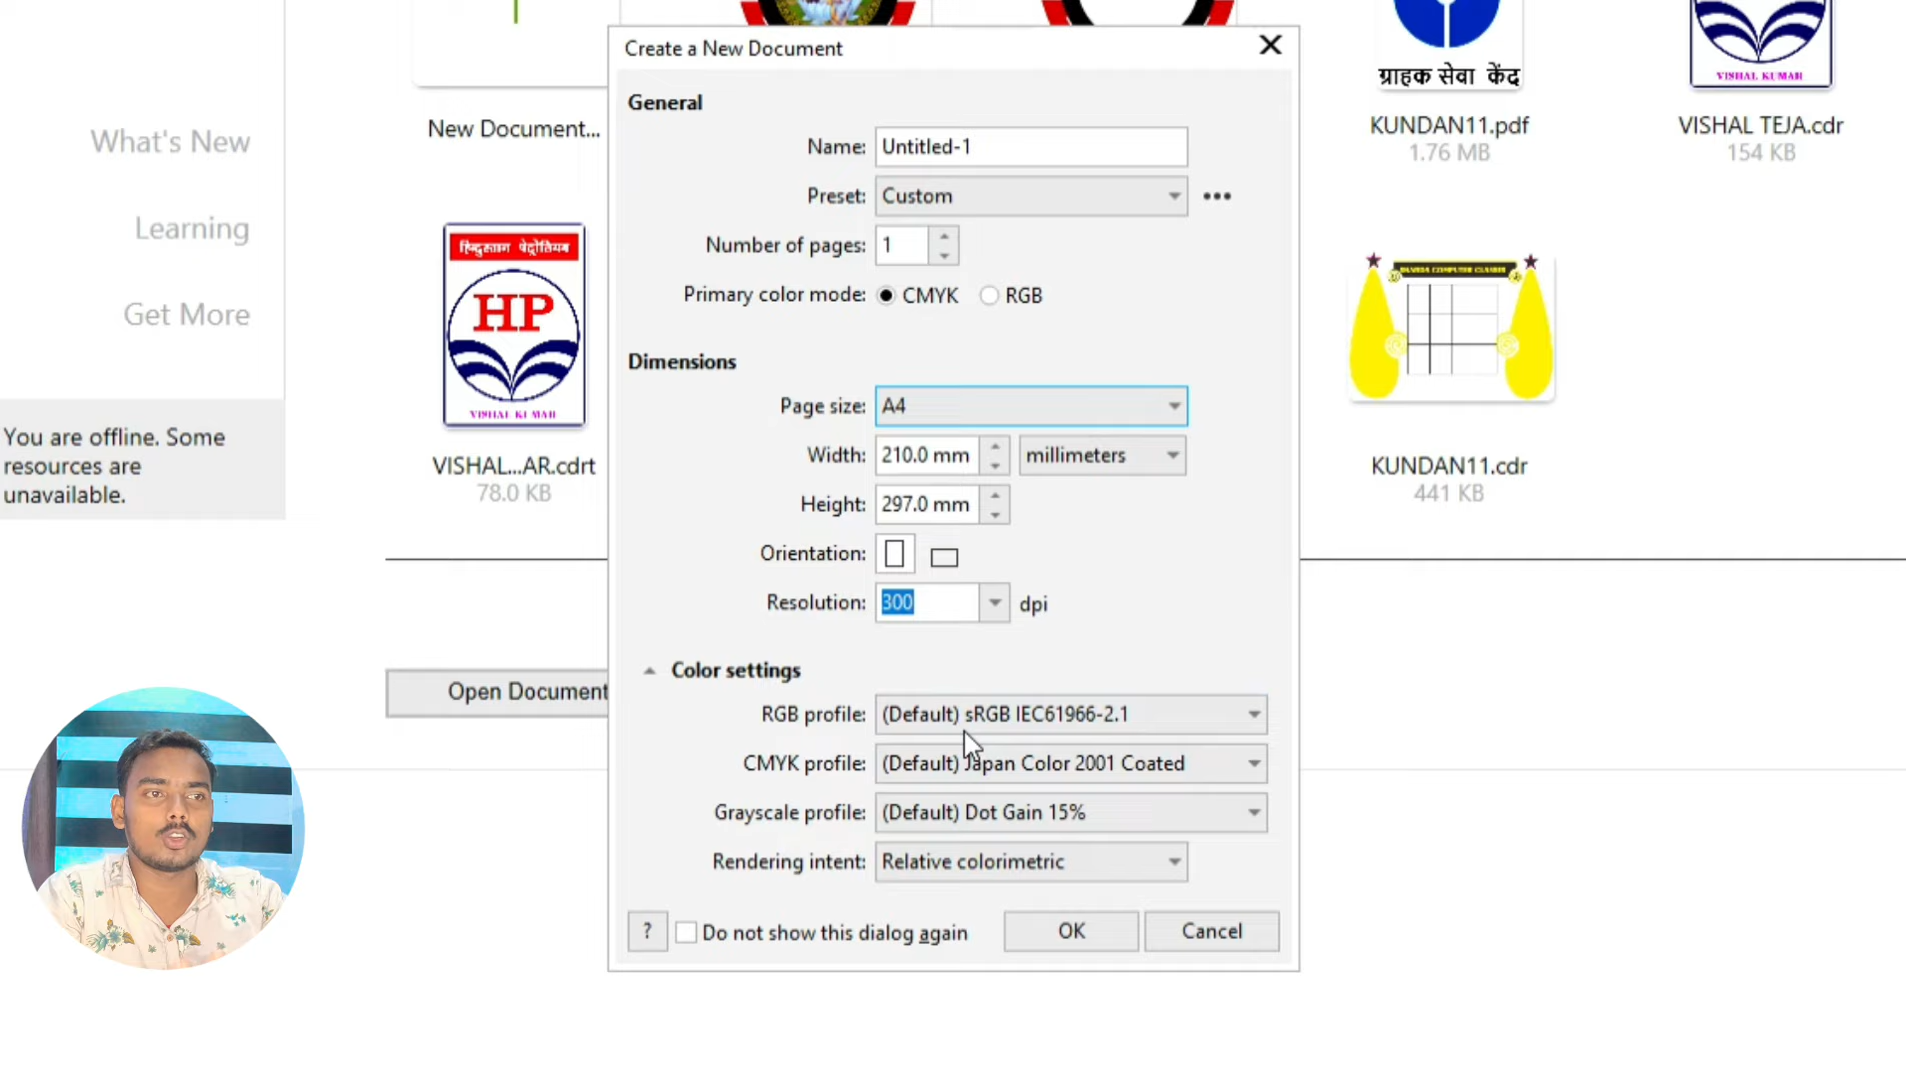 Create a New Document
General
Name: Untitled-1
Preset: Custom
Number of pages: 1
Primary color mode: CMYK RGB
Dimensions
Page size: A4
Width: 210.0 mm millimeters
Height: 297.0 mm
Orientation:
Resolution: 300 dpi
Color settings
RGB profile: (Default) sRGB IEC61966-2.1
CMYK profile: (Default) Japan Color 2001 Coated
Grayscale profile: (Default) Dot Gain 15%
Rendering intent: Relative colorimetric
? Do not show this dialog again OK Cancel
What's New
Learning
Get More
You are offline. Some
resources are
unavailable.
New Document...
हिन्दुस्तान पेट्रोलियम
HP
VISHAL KUMAR
VISHAL...AR.cdrt
78.0 KB
Open Document
ग्राहक सेवा केंद
KUNDAN11.pdf
1.76 MB
VISHAL KUMAR
VISHAL TEJA.cdr
154 KB
COMPUTER CLASSES
KUNDAN11.cdr
441 KB